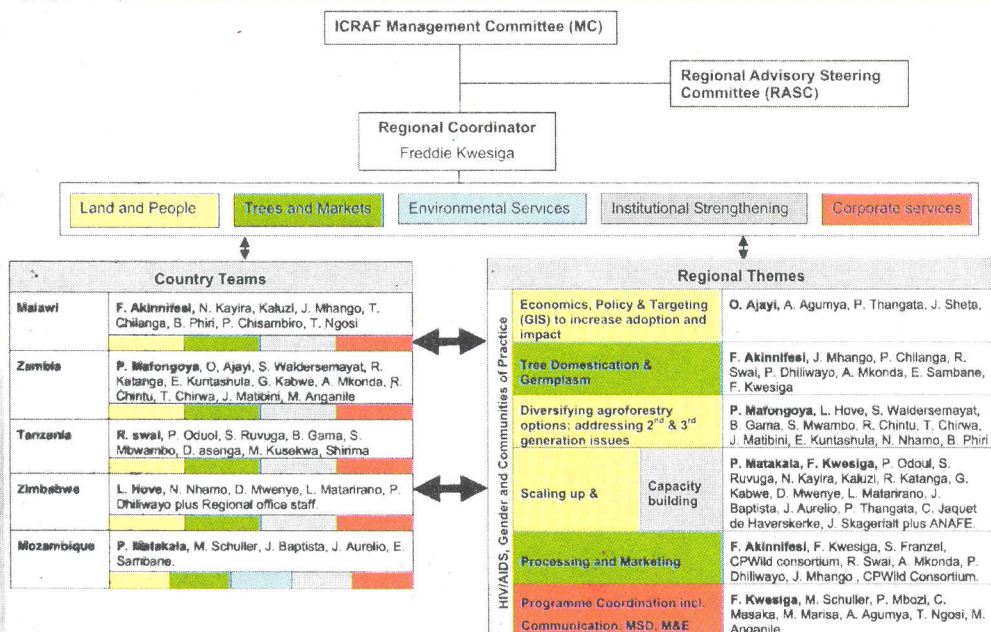 ICRAF Management Committee (MC)
Regional Advisory Steering
Committee (RASC)
Regional Coordinator
Freddie Kwesiga
Land and People
Trees and Markets
Environmental Services
Institutional Strengthening
Corporate services
Country Teams
Malawi
F. Akinnifesi, N. Kayira, Kaluzi, J. Mhango, T.
Chilanga, B. Phiri, P. Chisambiro, T. Ngosi
Zambia
P. Mafongoya, O, Ajayi, S. Waldersemayat, R.
Katange, E. Kuntashula, G. Kabwe, A. Mkonda, R.
Chintu, T. Chirwa, J. Matibini, M. Anganile
Tanzania
R. swai, P. Oduol, S. Ruvuga, B. Gama, S.
Mbwambo, D. asenga, M. Kusekwa, Shirima
Zimbabwe
L. Hove, N. Nhamo, D. Mwenye, L. Matarirano, P.
Dhiliwayo plus Regional office staff.
Mozambique
P. Matakala, M. Schuller, J. Baptista, J. Aurelio, E.
Sambane.
Regional Themes
HIV/AIDS, Gender and Communities of Practice
Economics, Policy & Targeting
(GIS) to increase adoption and
impact
O. Ajayi, A. Agumya, P. Thangata, J. Sheta,
Tree Domestication &
Germplasm
F. Akinnifesi, J. Mhango, P. Chilanga, R.
Swai, P. Dhiliwayo, A. Mkonda, E. Sambane,
F. Kwesiga
Diversifying agroforestry
options: addressing 2nd & 3rd
generation issues
P. Mafongoya, L. Hove, S. Waldersemayat,
B. Gama, S. Mwambo, R. Chintu, T. Chirwa,
J. Matibini, E. Kuntashula, N. Nhamo, B. Phiri
Scaling up &
Capacity
building
P. Matakala, F. Kwesiga, P. Odoul, S.
Ruvuga, N. Kayira, Kaluzi, R. Katanga, G.
Kabwe, D. Mwenye, L. Matarirano, J.
Baptista, J. Aurelio, P. Thangata, C. Jaquet
de Haverskerke, J. Skagerfalt plus ANAFE.
Processing and Marketing
F. Akinnifesi, F. Kwesiga, S. Franzel,
CPWild consortium, R. Swai, A. Mkonda, P.
Dhiliwayo, J. Mhango , CPWild Consortium.
Programme Coordination incl.
Communication, MSD, M&E
F. Kwesiga, M. Schuller, P. Mbozi, C.
Masaka, M. Marisa, A. Agumya, T. Ngosi, M.
Anganile